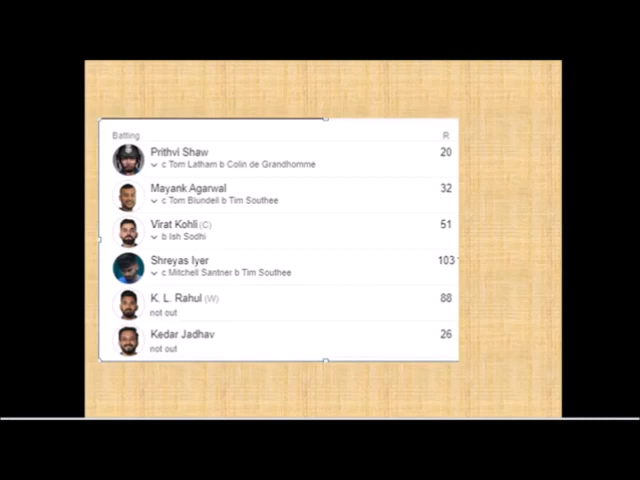 Batting R
Prithvi Shaw 20
c Tom Latham b Colin de Grandhomme
Mayank Agarwal 32
c Tom Blundell b Tim Southee
Virat Kohli (C) 51
b Ish Sodhi
Shreyas Iyer 103
c Mitchell Santner b Tim Southee
K. L. Rahul (W) 88
not out
Kedar Jadhav 26
not out